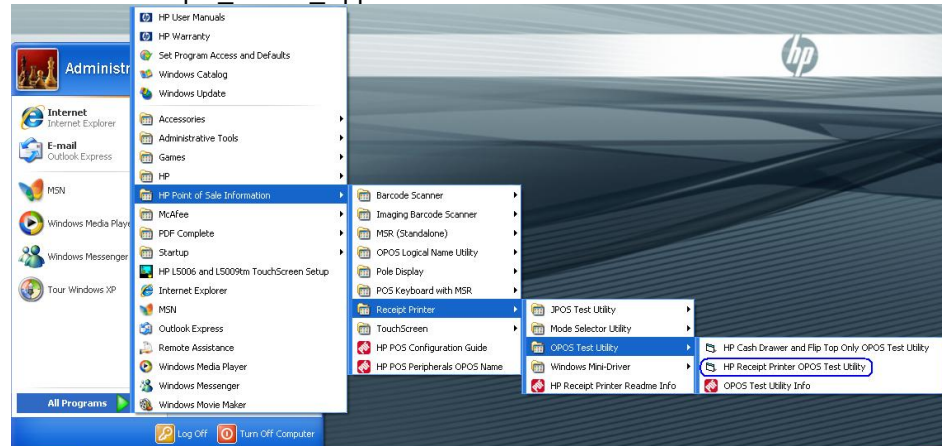 HP User Manuals
HP Warranty
Set Program Access and Defaults
Windows Catalog
Windows Update
Accessories
Administrative Tools
Games
HP
HP Point of Sale Information
McAfee
PDF Complete
Startup
HP L5006 and L5009tm TouchScreen Setup
Internet Explorer
MSN
Outlook Express
Remote Assistance
Windows Media Player
Windows Messenger
Windows Movie Maker
Administr
Internet
Internet Explorer
E-mail
Outlook Express
MSN
Windows Media Playe
Windows Messenger
Tour Windows XP
All Programs
Log Off
Turn Off Computer
Barcode Scanner
Imaging Barcode Scanner
MSR (Standalone)
OPOS Logical Name Utility
Pole Display
POS Keyboard with MSR
Receipt Printer
TouchScreen
HP POS Configuration Guide
HP POS Peripherals OPOS Name
JPOS Test Utility
Mode Selector Utility
OPOS Test Utility
Windows Mini-Driver
HP Receipt Printer Readme Info
HP Cash Drawer and Flip Top Only OPOS Test Utility
HP Receipt Printer OPOS Test Utility
OPOS Test Utility Info
hp